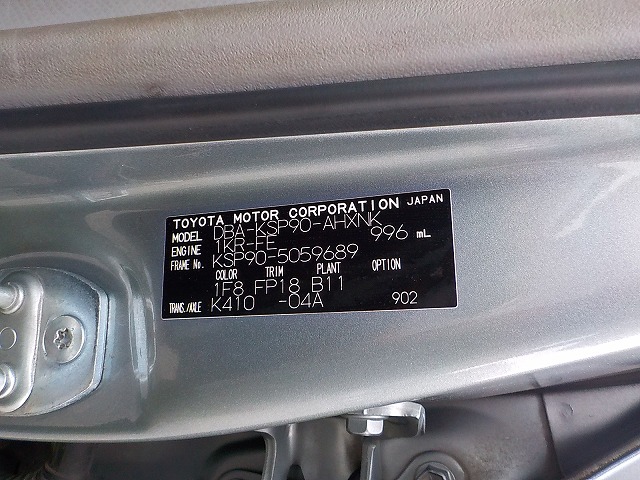 TOYOTA MOTOR CORPORATION JAPAN
MODEL DBA-KSP90-AHXNK
ENGINE 1KR-FE 996 mL
FRAME No. KSP90-5059689
COLOR TRIM PLANT OPTION
1F8 FP18 B11
TRANS./AXLE K410 -04A 902